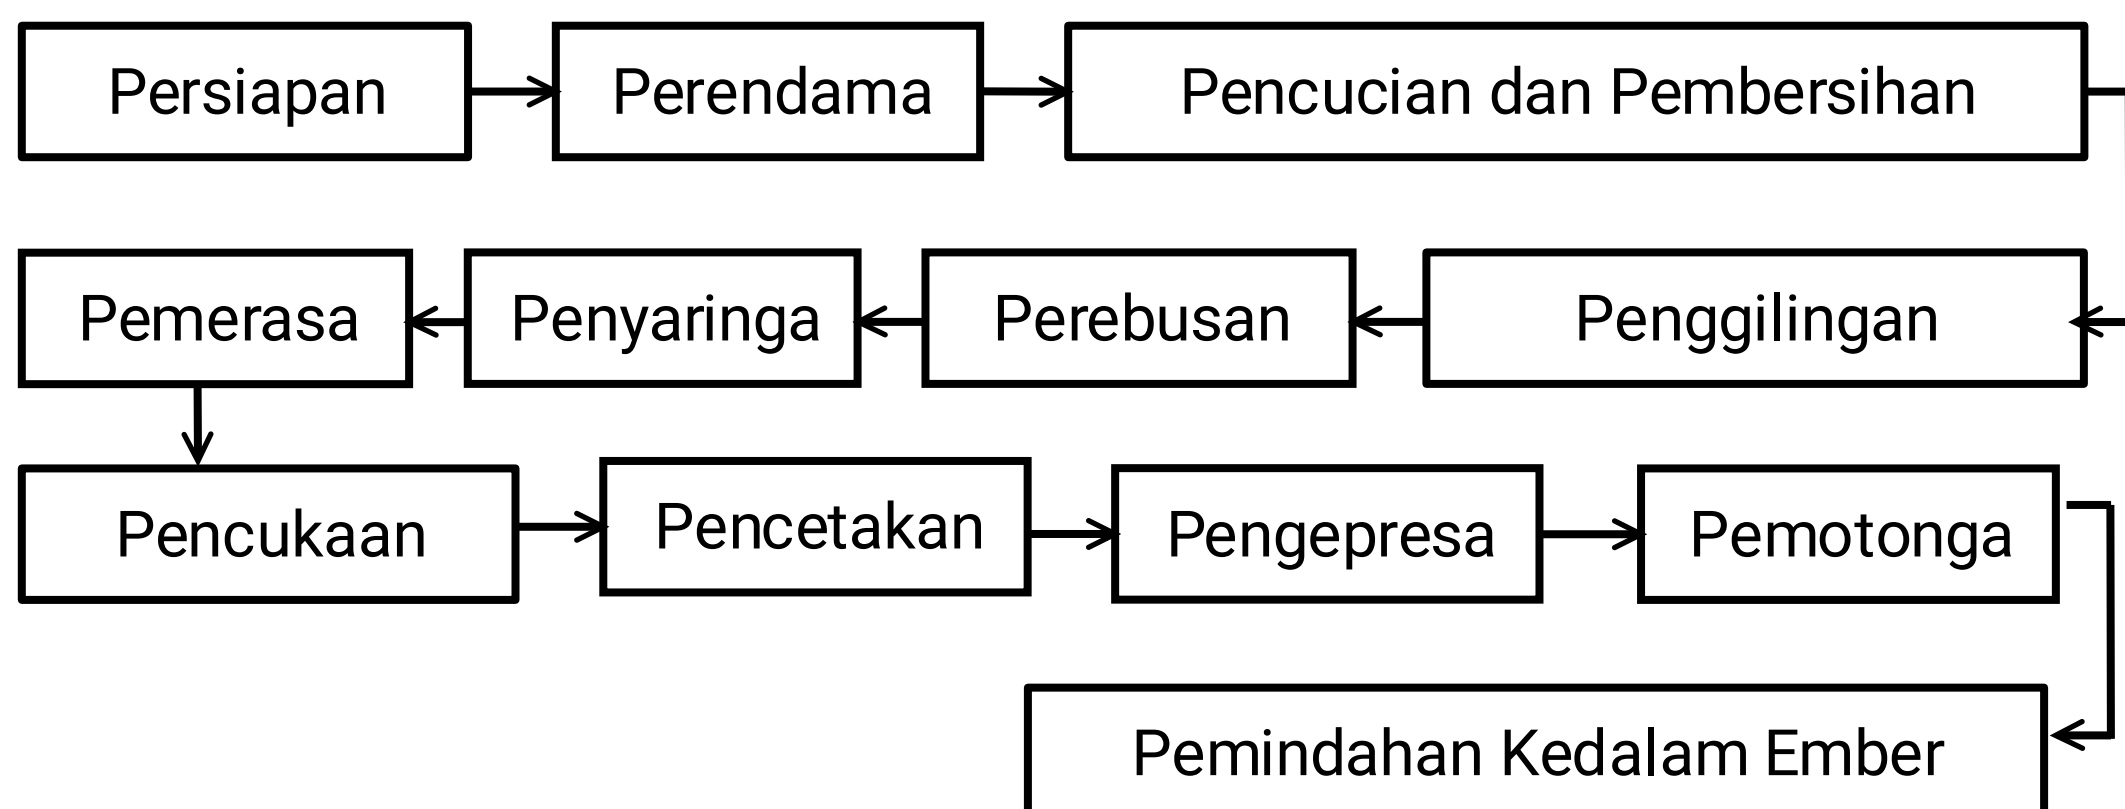 Persiapan
Perendama
Pencucian dan Pembersihan
Penggilingan
Perebusan
Penyaringa
Pemerasa
Pencukaan
Pencetakan
Pengepresa
Pemotonga
Pemindahan Kedalam Ember